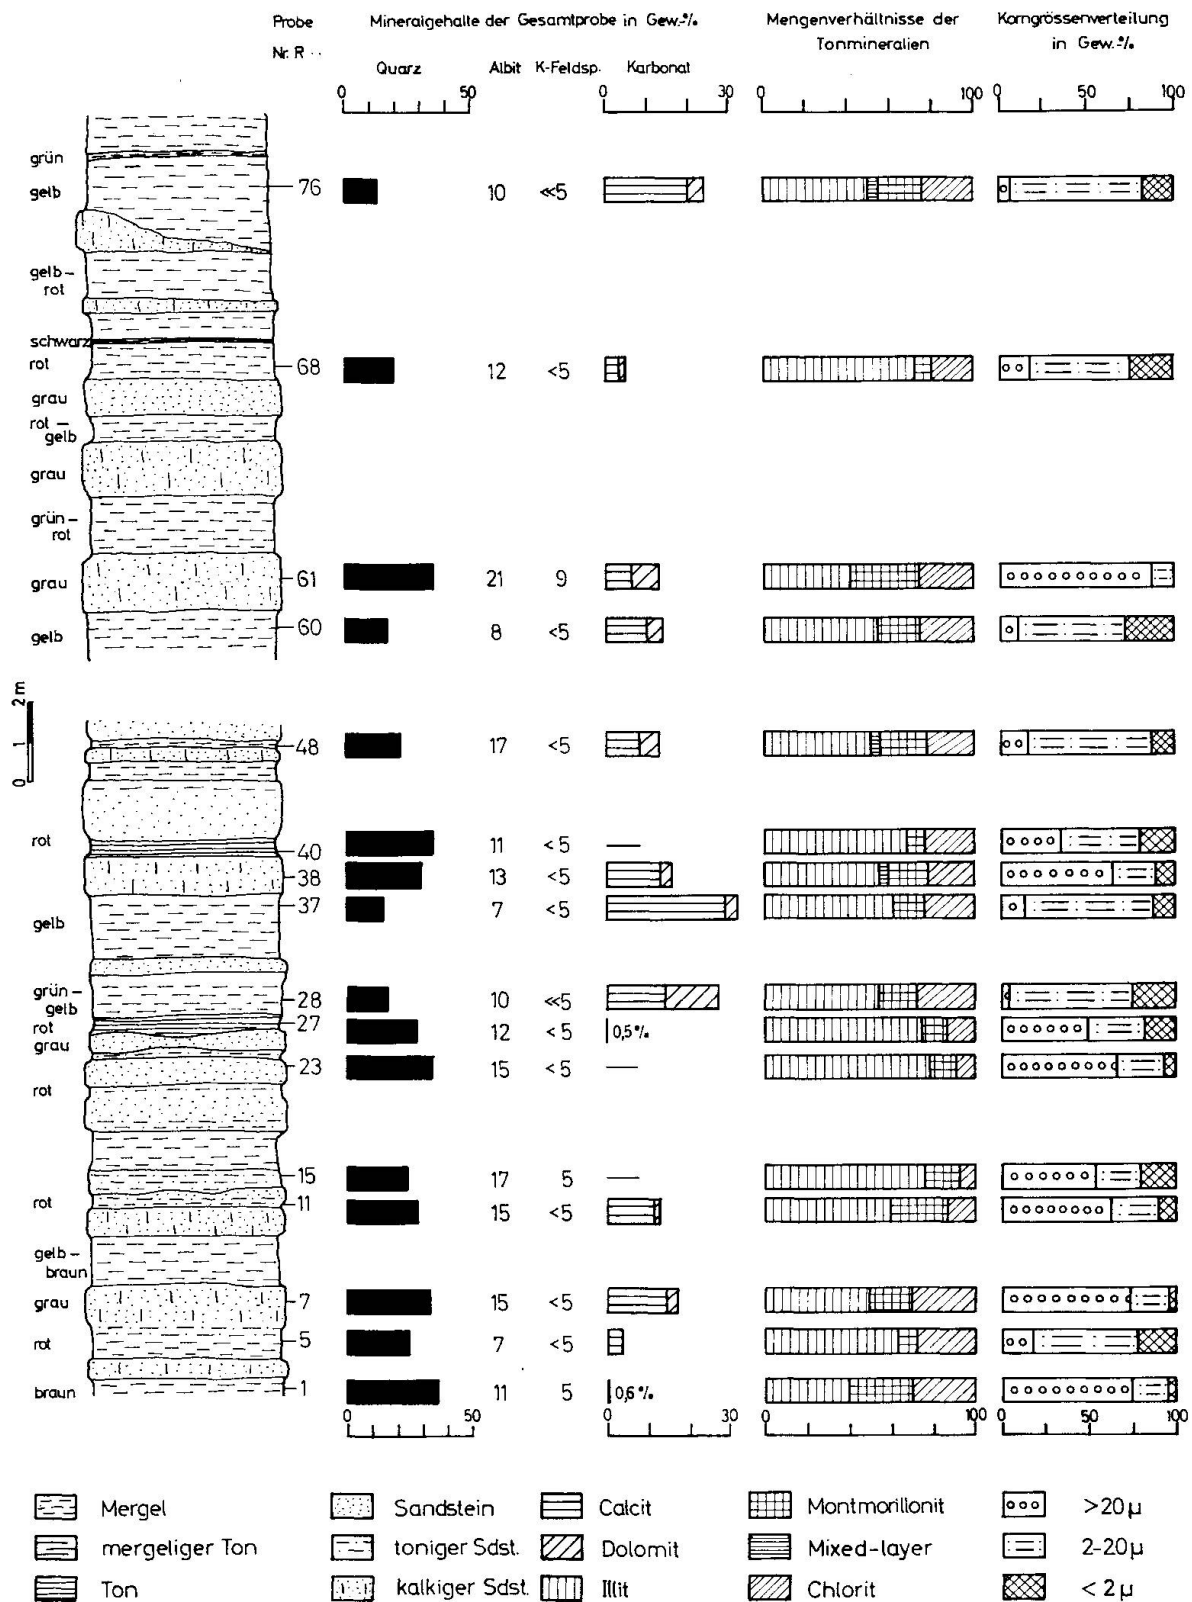 Probe Mineralgehalte der Gesamtprobe in Gew.-% Mengenverhältnisse der Korngrössenverteilung
Nr. R ·· Tonmineralien in Gew.-%
Quarz Albit K-Feldsp. Karbonat
0 50 0 30 0 100 0 100
grün
gelb 76 10 ≪5
gelb-
rot
schwarz
rot 68 12 <5
grau
rot-
gelb
grau
grün-
rot
grau 61 21 9
gelb 60 8 <5
0 1 2m
48 17 <5
rot
40 11 <5 —
38 13 <5
37 7 <5
gelb
grün-
gelb 28 10 ≪5
rot 27 12 <5 0,5%
grau
23 15 <5 —
rot
15 17 5 —
rot 11 15 <5
gelb-
braun
grau 7 15 <5
rot 5 7 <5
braun 1 11 5 0,6%
0 50 0 30 0 100 0 50 100
Mergel Sandstein Calcit Montmorillonit >20µ
mergeliger Ton toniger Sdst. Dolomit Mixed-layer 2-20µ
Ton kalkiger Sdst. Illit Chlorit <2µ